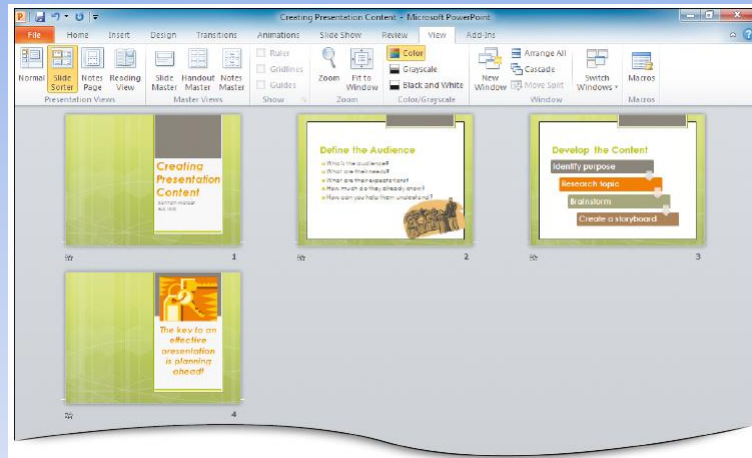 Creating Presentation Content - Microsoft PowerPoint
File Home Insert Design Transitions Animations Slide Show Review View Add-Ins
Normal Slide Sorter Notes Page Reading View
Slide Master Handout Master Notes Master
Ruler
Gridlines
Guides
Zoom Fit to Window
Color
Grayscale
Black and White
New Window
Arrange All
Cascade
Move Split
Switch Windows
Macros
Presentation Views Master Views Show Zoom Color/Grayscale Window Macros
Creating
Presentation
Content
1
Define the Audience
Who's the audience?
What are their needs?
What are their expectations?
How much do they already know?
How can you help them understand?
2
Develop the Content
Identify purpose
Research topic
Brainstorm
Create a storyboard
3
The key to an
effective
presentation
is planning
ahead!
4